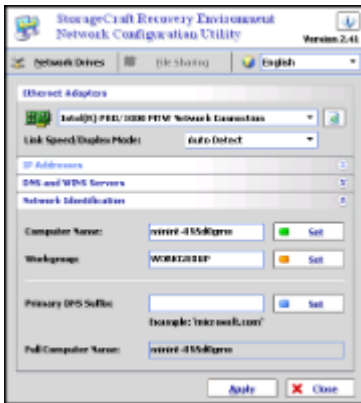 StorageCraft Recovery Environment
Network Configuration Utility
Version 2.41
Network Drives
File Sharing
English
Ethernet Adapters
Intel(R) PRO/1000 MTW Network Connection
Link Speed/Duplex Mode:
Auto Detect
IP Addresses
DNS and WINS Servers
Network Identification
Computer Name:
Set
Workgroup:
WORKGROUP
Set
Primary DNS Suffix:
Set
Example: 'microsoft.com'
Full Computer Name:
Apply
Close